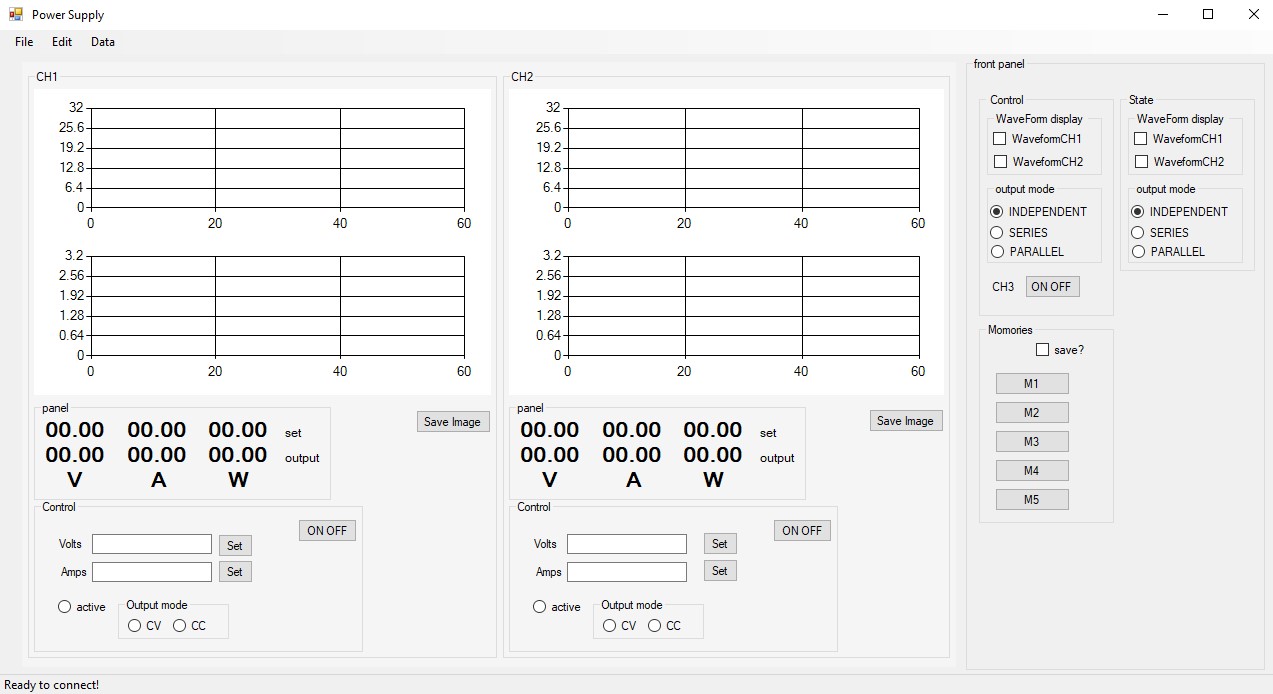 Power Supply
File Edit Data
CH1
32
25.6
19.2
12.8
6.4
0
0 20 40 60
3.2
2.56
1.92
1.28
0.64
0
0 20 40 60
panel
00.00 00.00 00.00 set
00.00 00.00 00.00 output
V A W
Save Image
Control
ON OFF
Volts Set
Amps Set
active
Output mode
CV CC
CH2
32
25.6
19.2
12.8
6.4
0
0 20 40 60
3.2
2.56
1.92
1.28
0.64
0
0 20 40 60
panel
00.00 00.00 00.00 set
00.00 00.00 00.00 output
V A W
Save Image
Control
ON OFF
Volts Set
Amps Set
active
Output mode
CV CC
front panel
Control
WaveForm display
WaveformCH1
WaveformCH2
output mode
INDEPENDENT
SERIES
PARALLEL
CH3 ON OFF
State
WaveForm display
WaveformCH1
WaveformCH2
output mode
INDEPENDENT
SERIES
PARALLEL
Momories
save?
M1
M2
M3
M4
M5
Ready to connect!